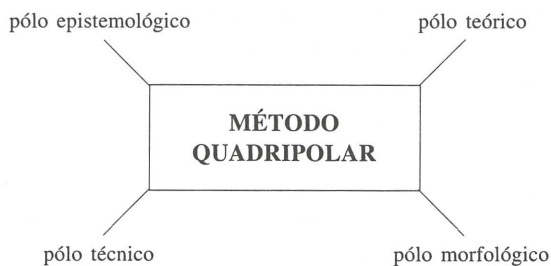 pólo epistemológico
pólo teórico
MÉTODO
QUADRIPOLAR
pólo técnico
pólo morfológico